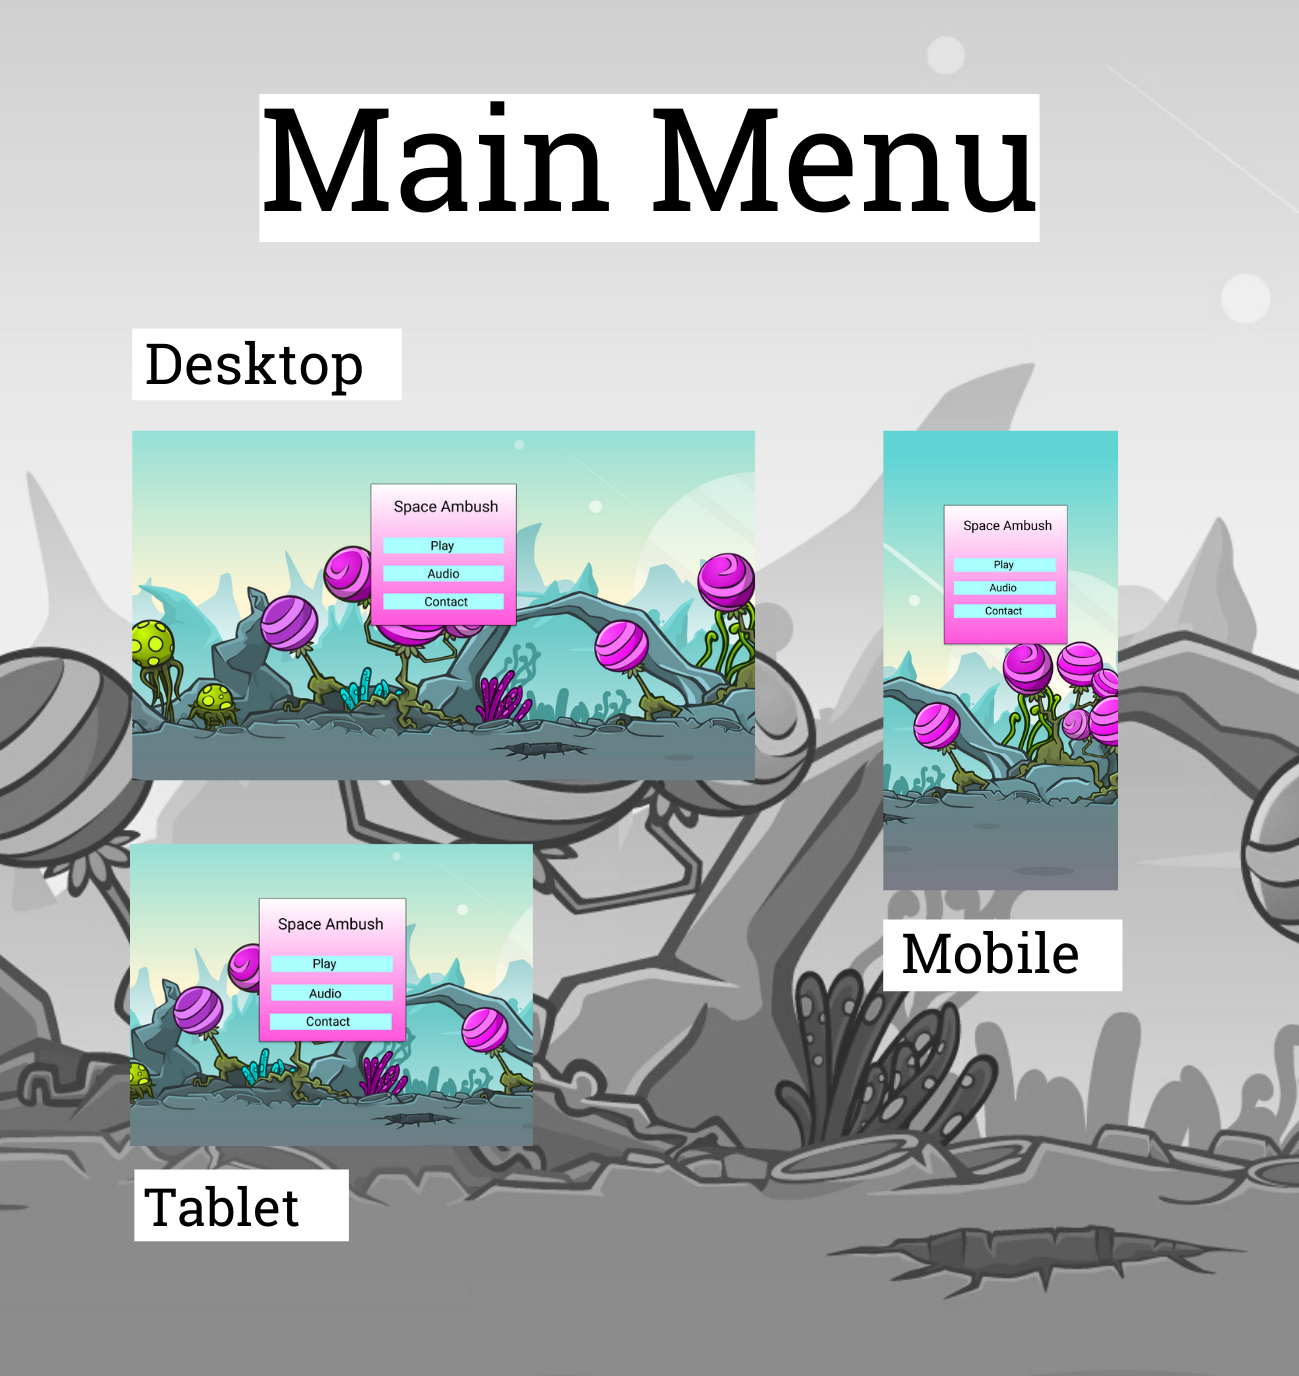 Main Menu
Desktop
Space Ambush
Play
Audio
Contact
Space Ambush
Play
Audio
Contact
Mobile
Space Ambush
Play
Audio
Contact
Tablet